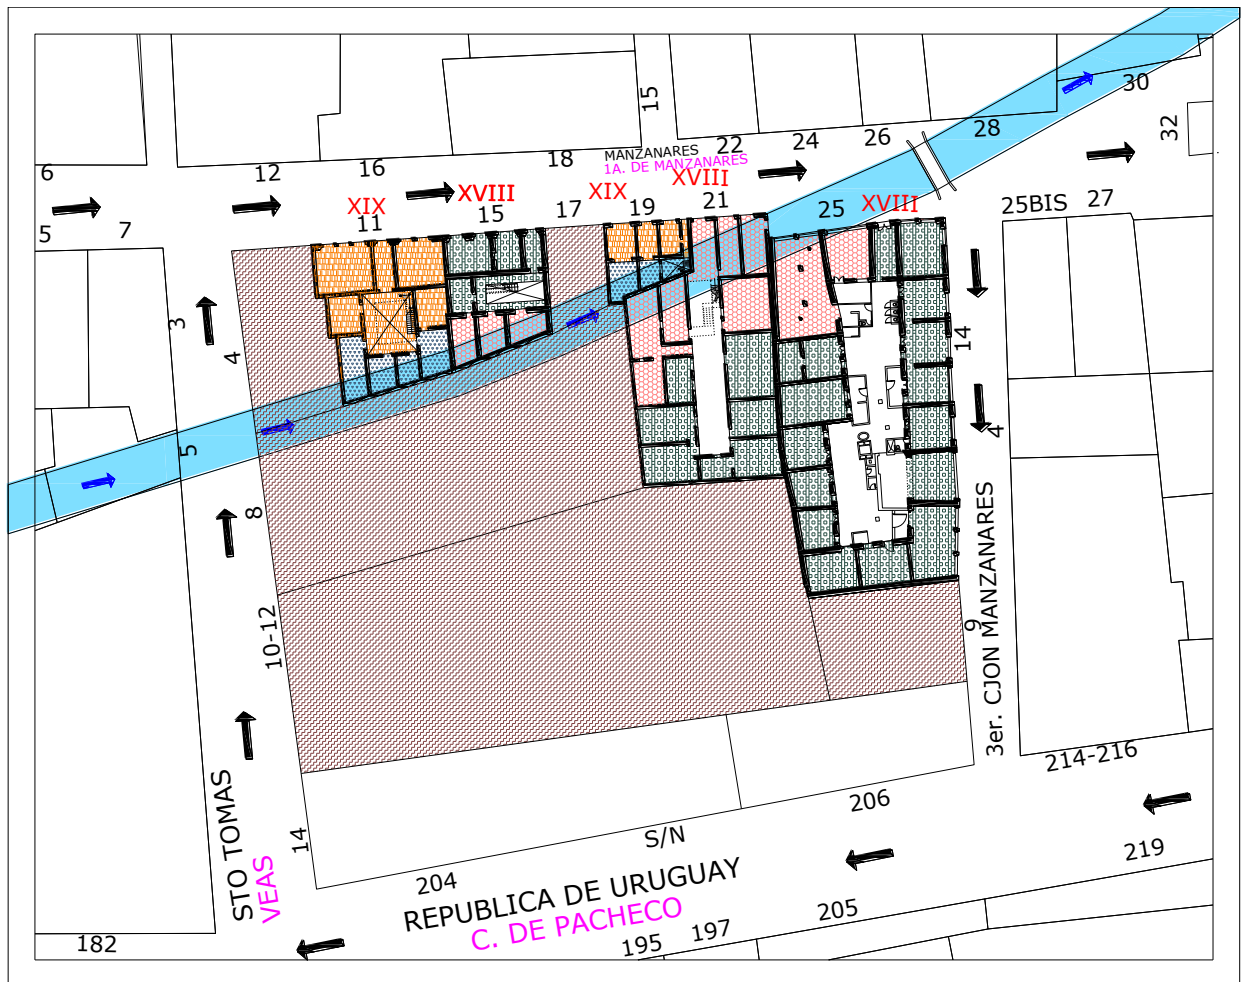 15
30
32
22
24
26
28
MANZANARES
1A. DE MANZANARES
6
12
16
18
XIX
XVIII
XIX
XVIII
XVIII
5
7
11
15
17
19
21
25
25BIS
27
3
4
14
4
5
8
10-12
9
3er. CJON MANZANARES
STO TOMAS
VEAS
14
214-216
206
S/N
204
REPUBLICA DE URUGUAY
C. DE PACHECO
219
205
197
195
182